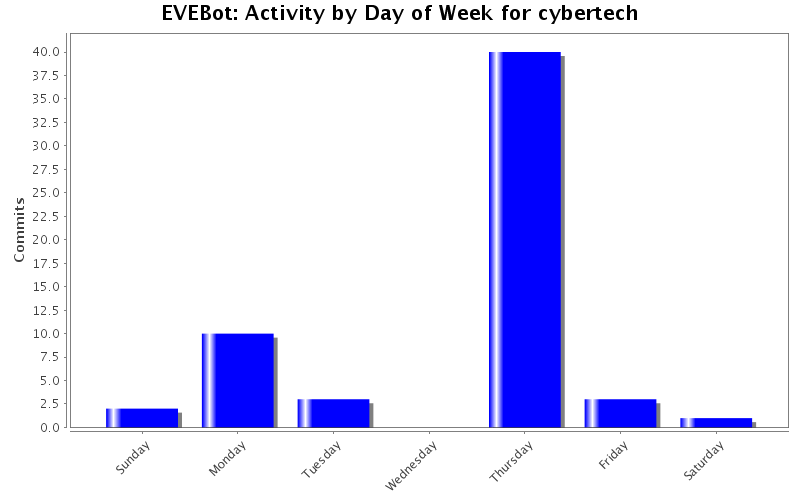 EVEBot: Activity by Day of Week for cybertech
40.0
37.5
35.0
32.5
30.0
27.5
25.0
22.5
20.0
17.5
15.0
12.5
10.0
7.5
5.0
2.5
0.0
Commits
Sunday
Monday
Tuesday
Wednesday
Thursday
Friday
Saturday